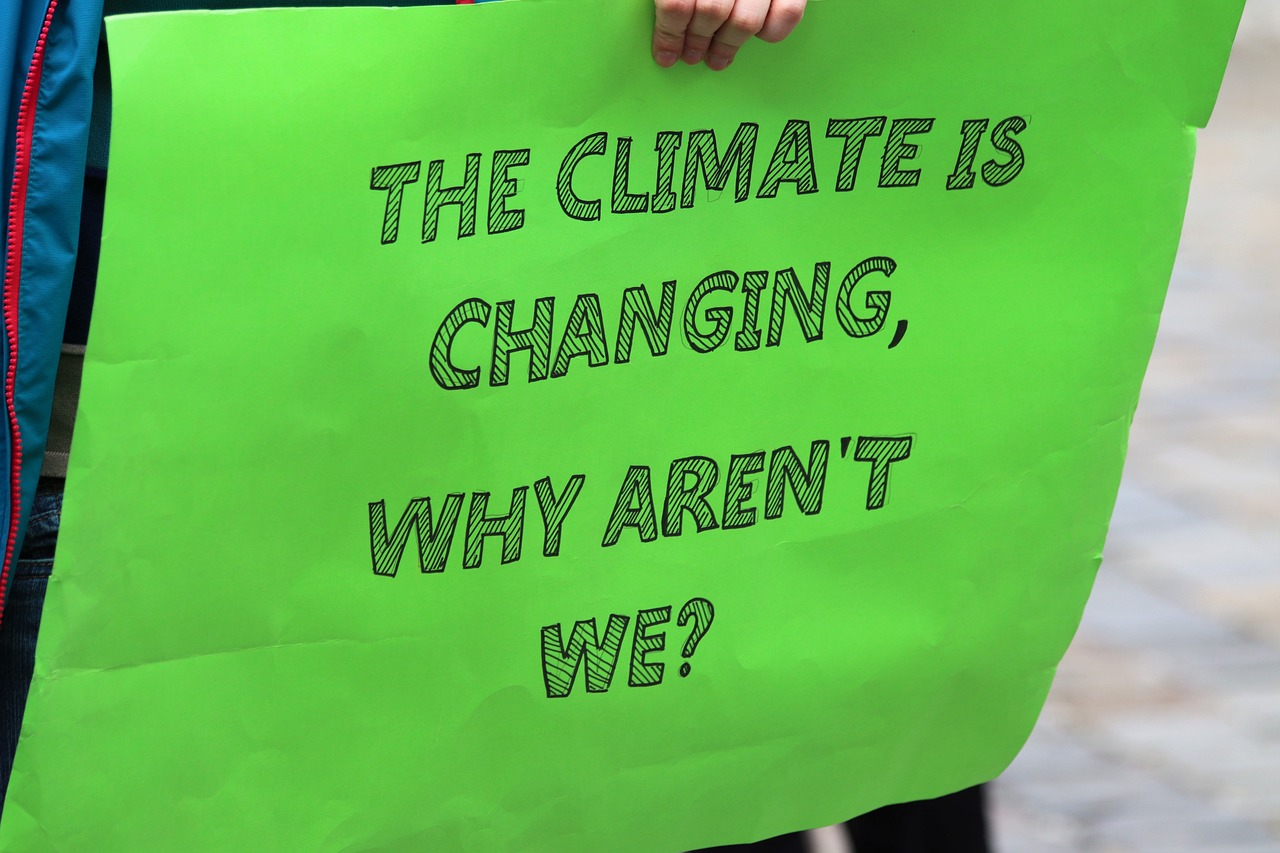 THE CLIMATE IS
CHANGING,
WHY AREN'T
WE?